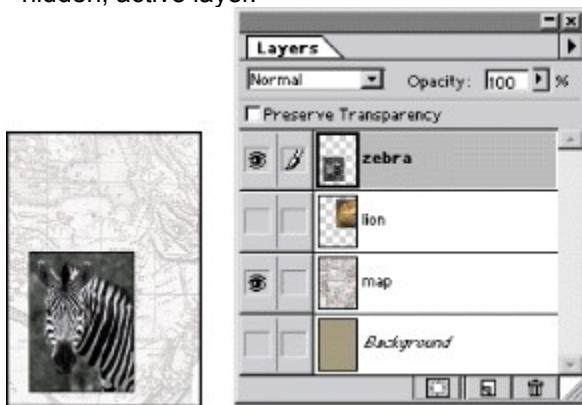 hidden, active layer.
Layers
Normal Opacity: 100 %
Preserve Transparency
zebra
lion
map
Background